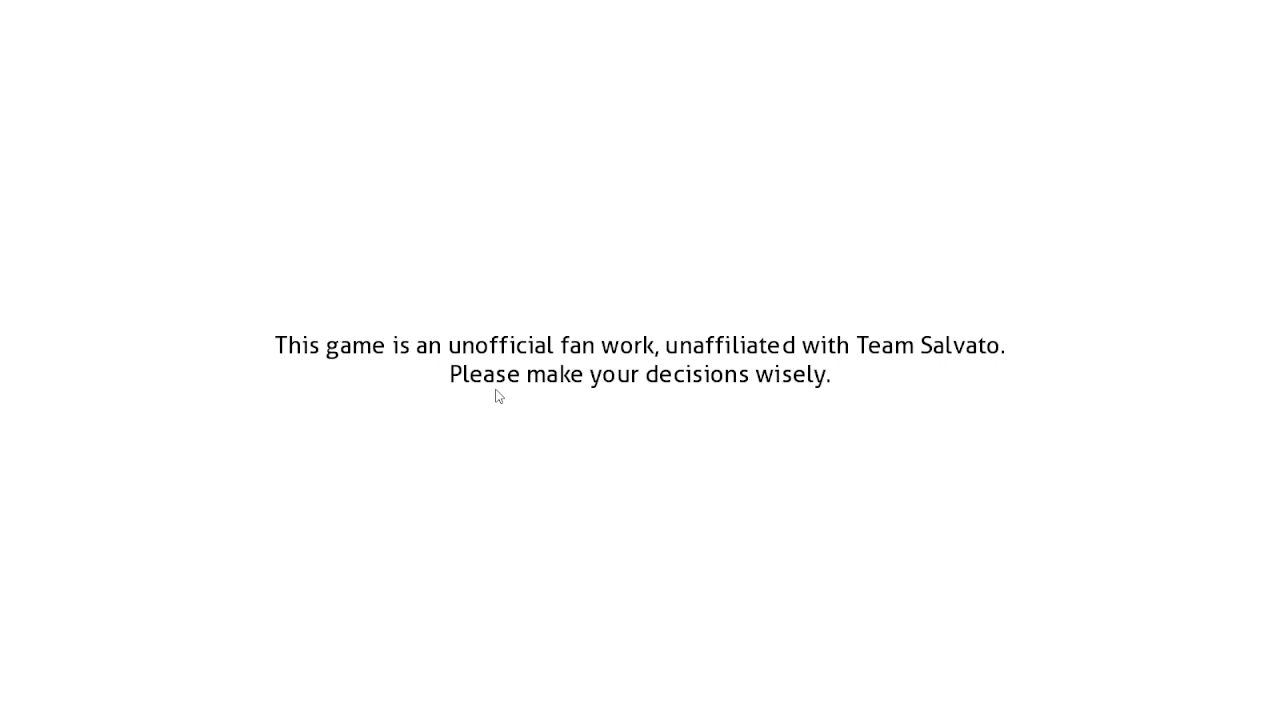 This game is an unofficial fan work, unaffiliated with Team Salvato.
Please make your decisions wisely.